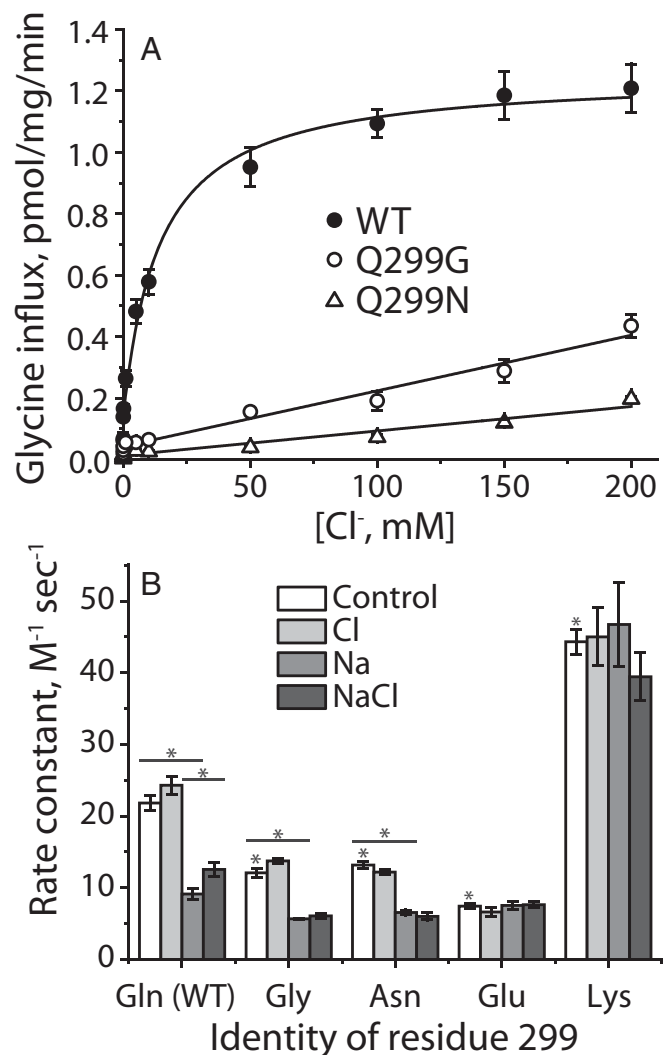 A
1.4
1.2
1.0
0.8
0.6
0.4
0.2
0.0
Glycine influx, pmol/mg/min
WT
Q299G
Q299N
0 50 100 150 200
[Cl⁻, mM]
B
50
40
30
20
10
0
Rate constant, M⁻¹ sec⁻¹
Control
Cl
Na
NaCl
* * * * * * * *
Gln (WT) Gly Asn Glu Lys
Identity of residue 299